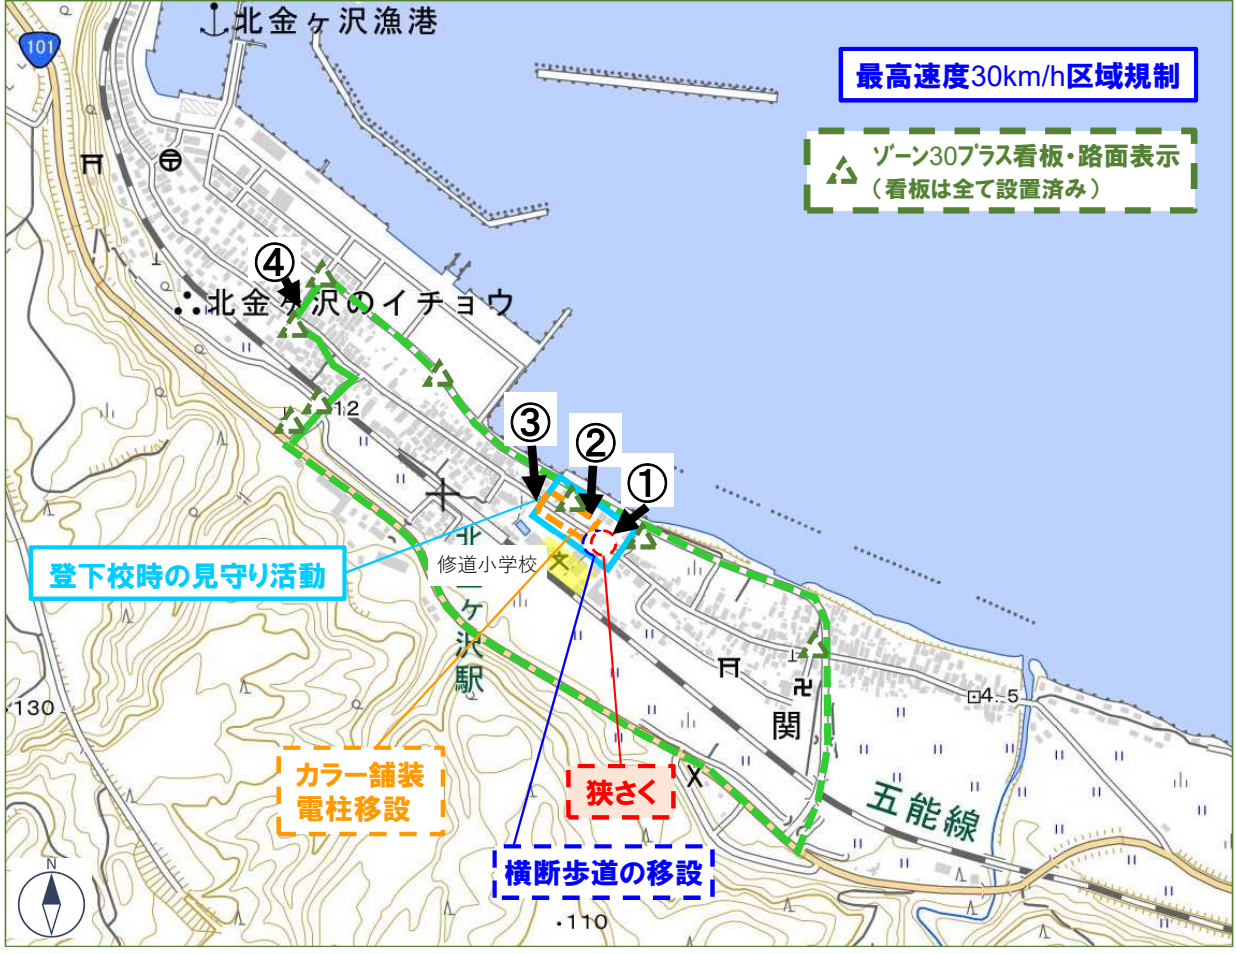 北金ヶ沢漁港
101
最高速度30km/h区域規制
ゾーン30プラス看板・路面表示
（看板は全て設置済み）
④
北金ヶ沢のイチョウ
12
③
②
①
登下校時の見守り活動
修道小学校
北金ヶ沢駅
4.5
130
関
カラー舗装
電柱移設
狭さく
五能線
横断歩道の移設
N
110